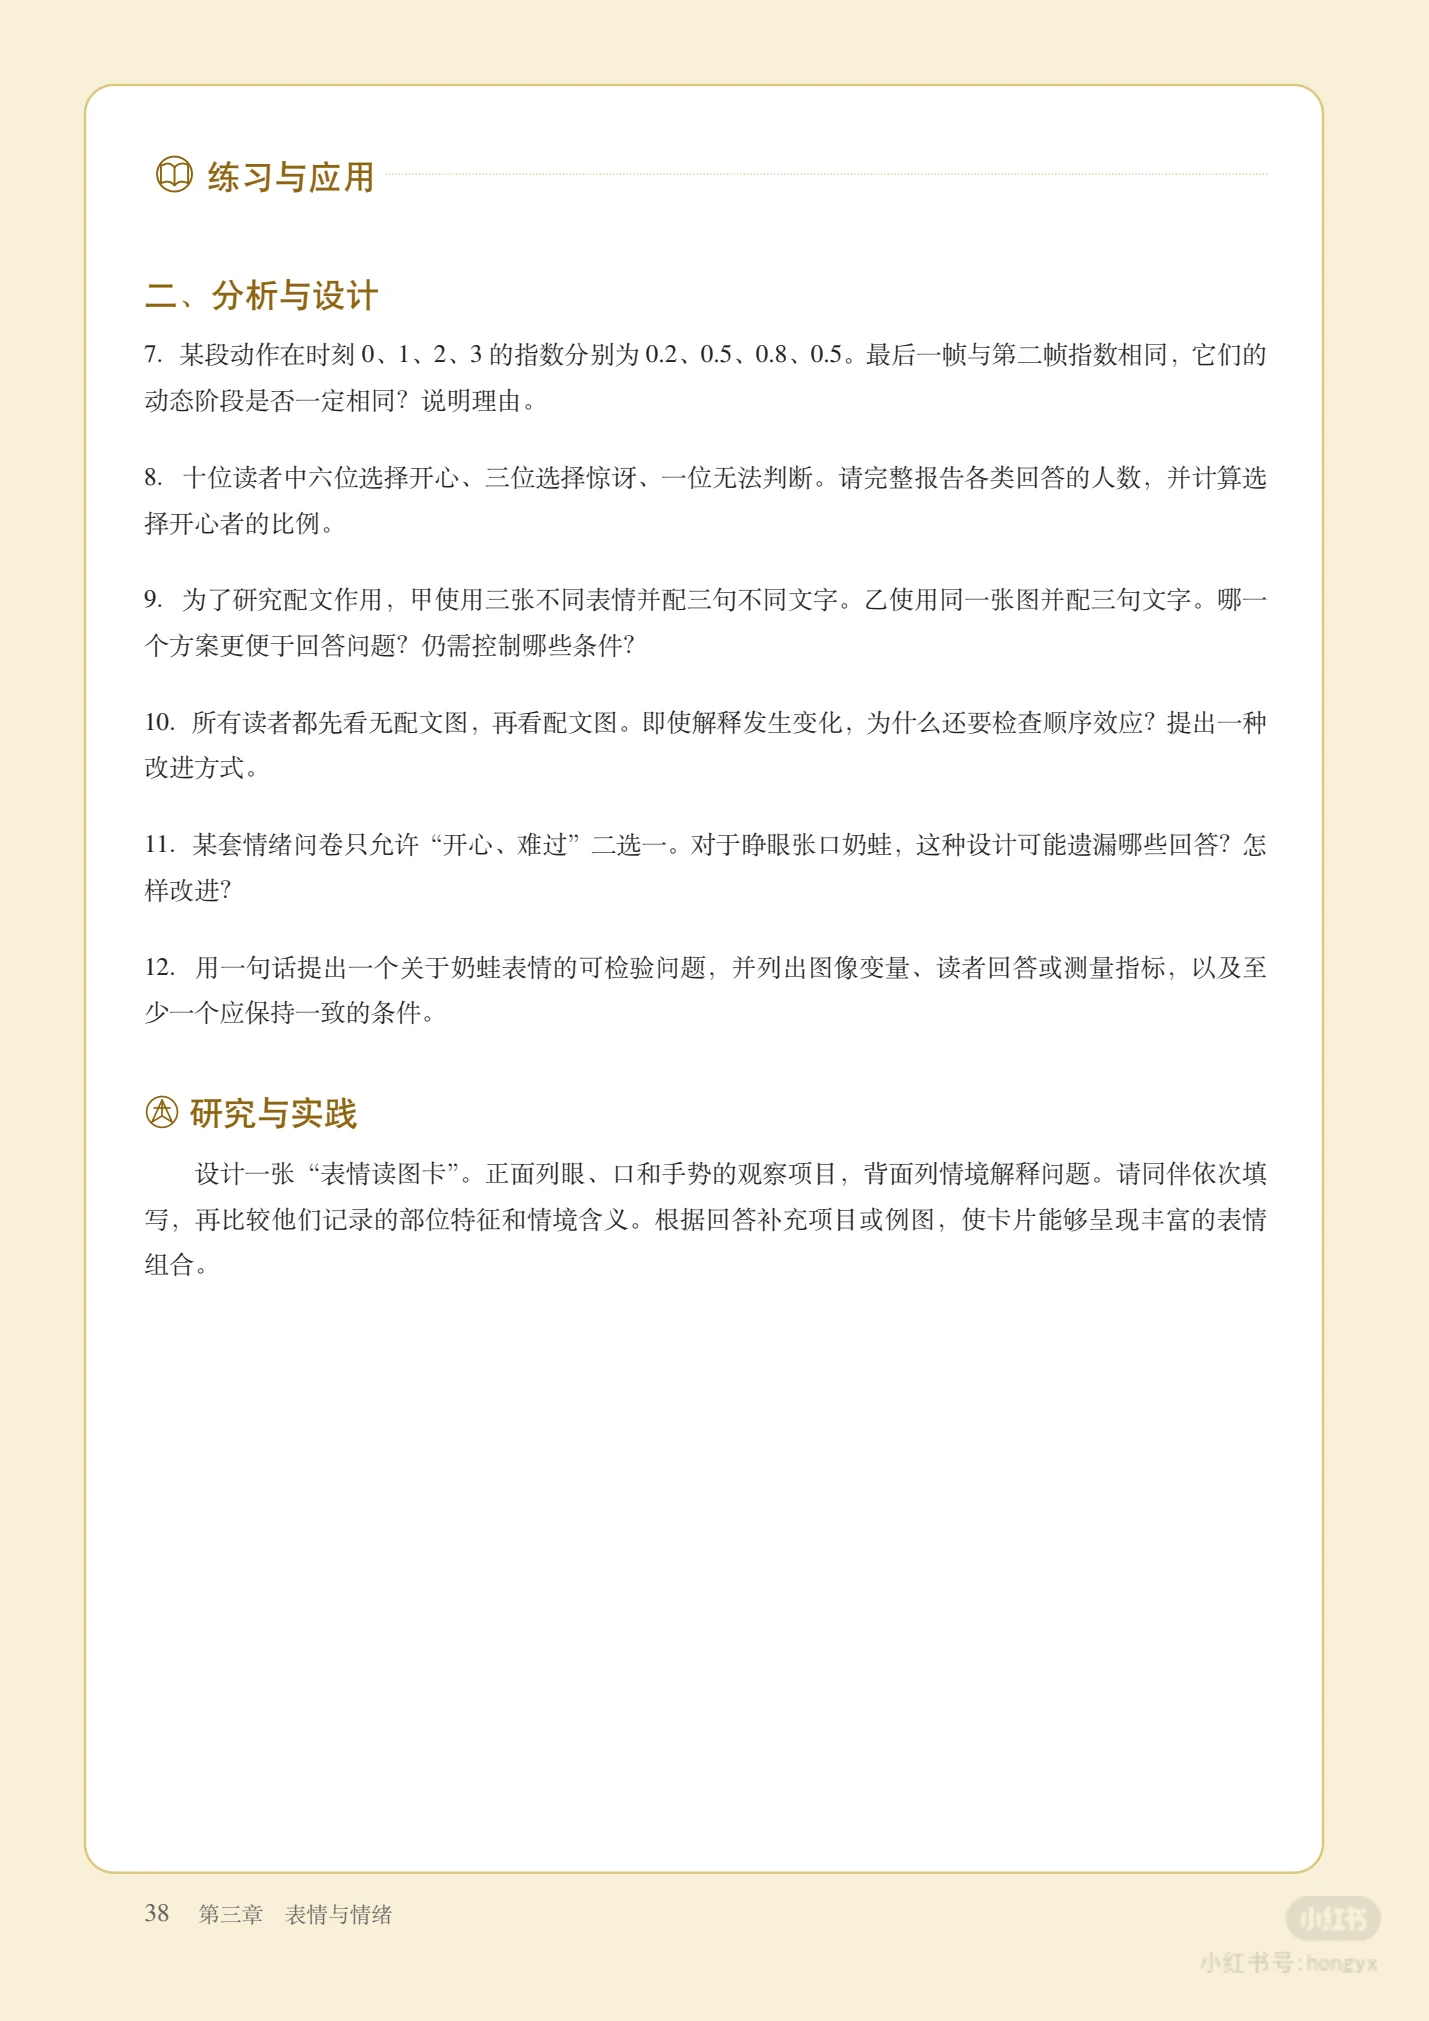 练习与应用
二、分析与设计
7. 某段动作在时刻 0、1、2、3 的指数分别为 0.2、0.5、0.8、0.5。最后一帧与第二帧指数相同，它们的
动态阶段是否一定相同？说明理由。
8. 十位读者中六位选择开心、三位选择惊讶、一位无法判断。请完整报告各类回答的人数，并计算选
择开心者的比例。
9. 为了研究配文作用，甲使用三张不同表情并配三句不同文字。乙使用同一张图并配三句文字。哪一
个方案更便于回答问题？仍需控制哪些条件？
10. 所有读者都先看无配文图，再看配文图。即使解释发生变化，为什么还要检查顺序效应？提出一种
改进方式。
11. 某套情绪问卷只允许“开心、难过”二选一。对于睁眼张口奶蛙，这种设计可能遗漏哪些回答？怎
样改进？
12. 用一句话提出一个关于奶蛙表情的可检验问题，并列出图像变量、读者回答或测量指标，以及至
少一个应保持一致的条件。
研究与实践
设计一张“表情读图卡”。正面列眼、口和手势的观察项目，背面列情境解释问题。请同伴依次填
写，再比较他们记录的部位特征和情境含义。根据回答补充项目或例图，使卡片能够呈现丰富的表情
组合。
38 第三章 表情与情绪
小红书
小红书号:hongyx